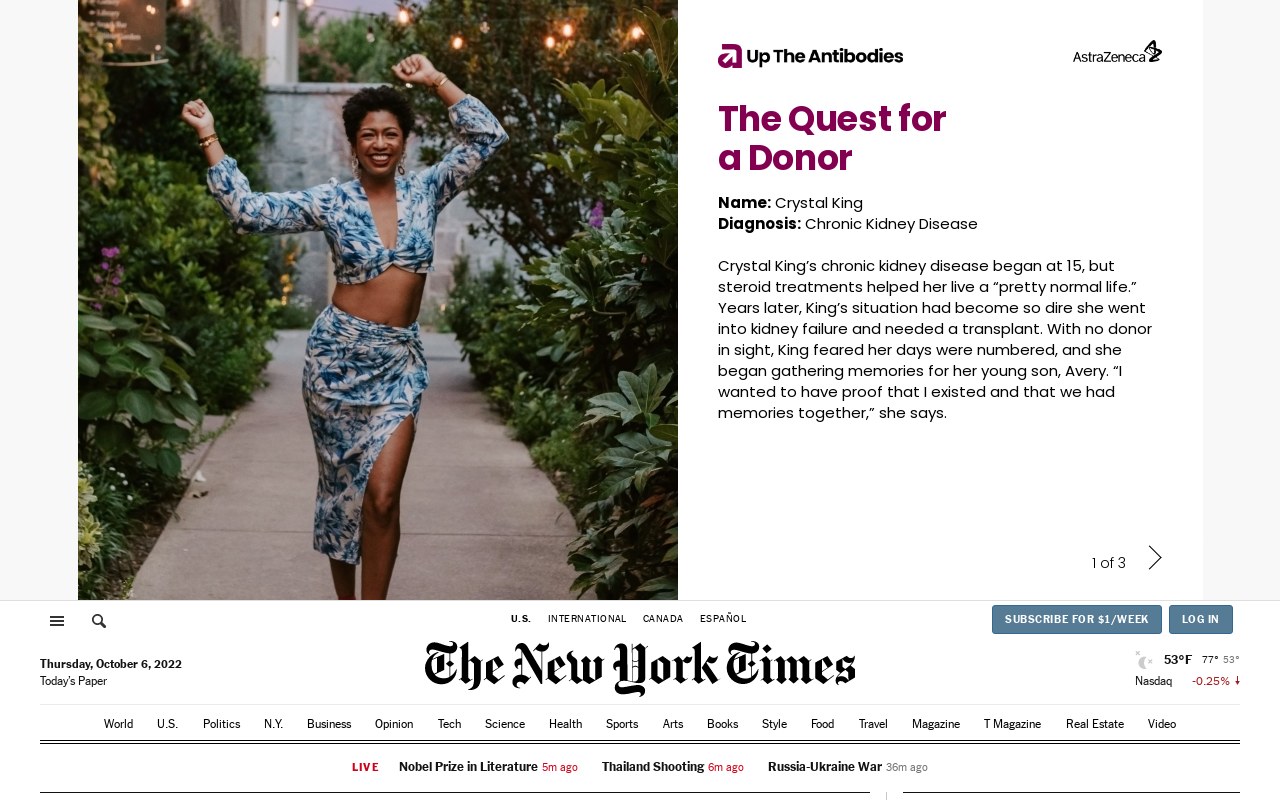 Up The Antibodies
AstraZeneca
The Quest for
a Donor
Name: Crystal King
Diagnosis: Chronic Kidney Disease
Crystal King’s chronic kidney disease began at 15, but
steroid treatments helped her live a “pretty normal life.”
Years later, King’s situation had become so dire she went
into kidney failure and needed a transplant. With no donor
in sight, King feared her days were numbered, and she
began gathering memories for her young son, Avery. “I
wanted to have proof that I existed and that we had
memories together,” she says.
1 of 3
U.S. INTERNATIONAL CANADA ESPAÑOL
SUBSCRIBE FOR $1/WEEK LOG IN
The New York Times
Thursday, October 6, 2022
Today’s Paper
53°F 77° 53°
Nasdaq -0.25%
World U.S. Politics N.Y. Business Opinion Tech Science Health Sports Arts Books Style Food Travel Magazine T Magazine Real Estate Video
LIVE Nobel Prize in Literature 5m ago Thailand Shooting 6m ago Russia-Ukraine War 36m ago